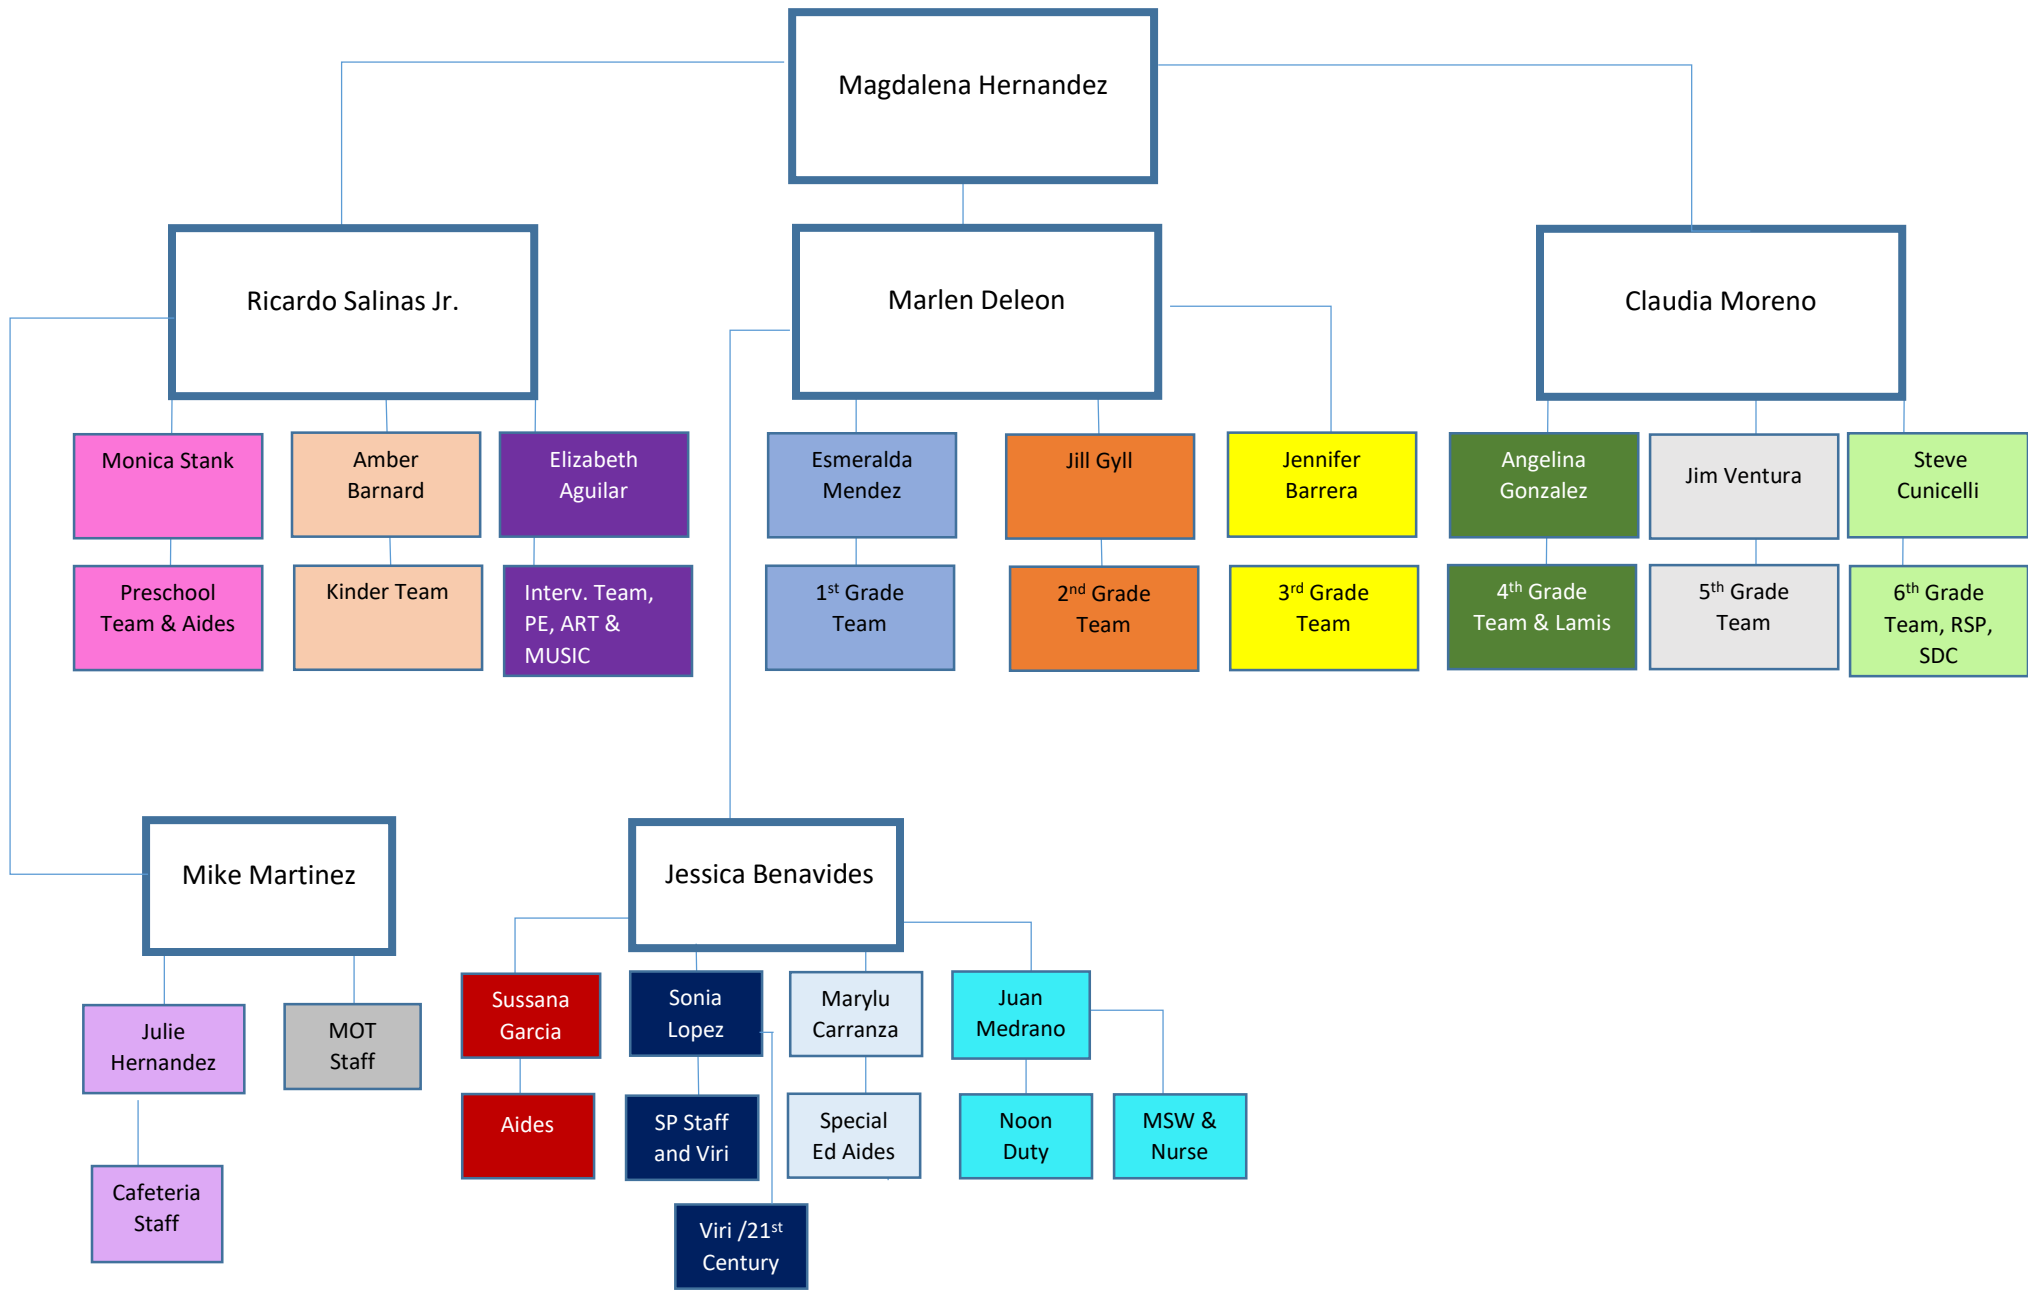 Magdalena Hernandez
Ricardo Salinas Jr.
Marlen Deleon
Claudia Moreno
Monica Stank
Amber
Barnard
Elizabeth
Aguilar
Esmeralda
Mendez
Jill Gyll
Jennifer
Barrera
Angelina
Gonzalez
Jim Ventura
Steve
Cunicelli
Preschool
Team & Aides
Kinder Team
Interv. Team,
PE, ART &
MUSIC
1st Grade
Team
2nd Grade
Team
3rd Grade
Team
4th Grade
Team & Lamis
5th Grade
Team
6th Grade
Team, RSP,
SDC
Mike Martinez
Jessica Benavides
Julie
Hernandez
MOT
Staff
Sussana
Garcia
Sonia
Lopez
Marylu
Carranza
Juan
Medrano
Cafeteria
Staff
Aides
SP Staff
and Viri
Special
Ed Aides
Noon
Duty
MSW &
Nurse
Viri /21st
Century